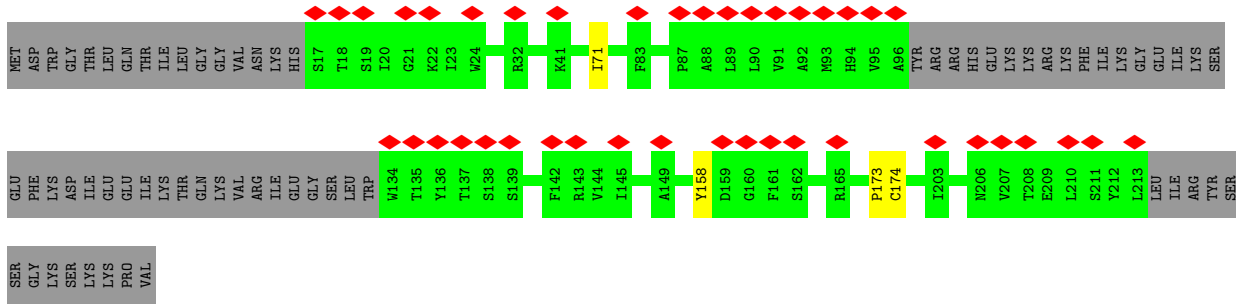 MET ASP TRP GLY THR LEU GLN THR ILE LEU GLY GLY VAL ASN LYS HIS S17 T18 S19 I20 G21 K22 I23 W24 R32 K41 I71 F83 P87 A88 L89 L90 V91 A92 M93 H94 V95 A96 TYR ARG ARG HIS GLU LYS LYS ARG LYS PHE ILE LYS GLY GLU ILE LYS SER
GLU PHE LYS ASP ILE GLU GLU ILE LYS THR GLN LYS VAL ARG ILE GLU GLY SER LEU TRP W134 T135 Y136 T137 S138 S139 F142 R143 V144 I145 A149 Y158 D159 G160 F161 S162 R165 P173 C174 I203 N206 V207 T208 E209 L210 S211 Y212 L213 LEU ILE ARG TYR SER
SER GLY LYS SER LYS LYS PRO VAL